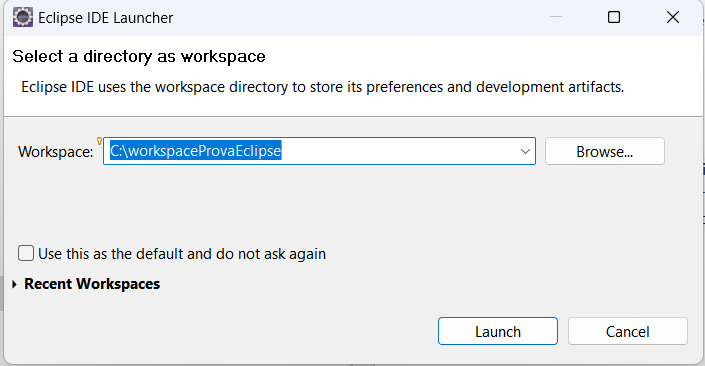 Eclipse IDE Launcher
Select a directory as workspace
Eclipse IDE uses the workspace directory to store its preferences and development artifacts.
Workspace: C:\workspaceProvaEclipse Browse...
Use this as the default and do not ask again
Recent Workspaces
Launch Cancel